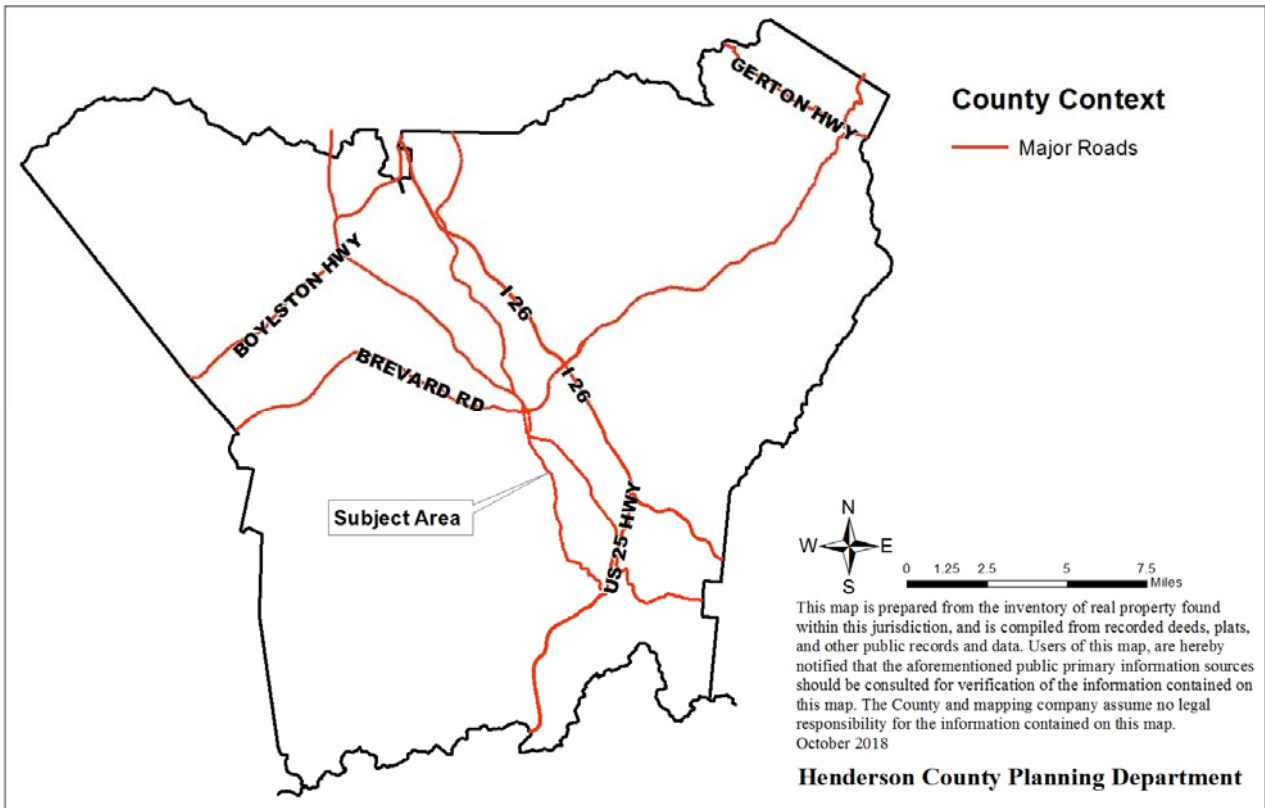 GERTON HWY
County Context
Major Roads
BOYLSTON HWY
I 26
BREVARD RD
I 26
Subject Area
US 25 HWY
N
W E
S
0 1.25 2.5 5 7.5
Miles
This map is prepared from the inventory of real property found
within this jurisdiction, and is compiled from recorded deeds, plats,
and other public records and data. Users of this map, are hereby
notified that the aforementioned public primary information sources
should be consulted for verification of the information contained on
this map. The County and mapping company assume no legal
responsibility for the information contained on this map.
October 2018
Henderson County Planning Department